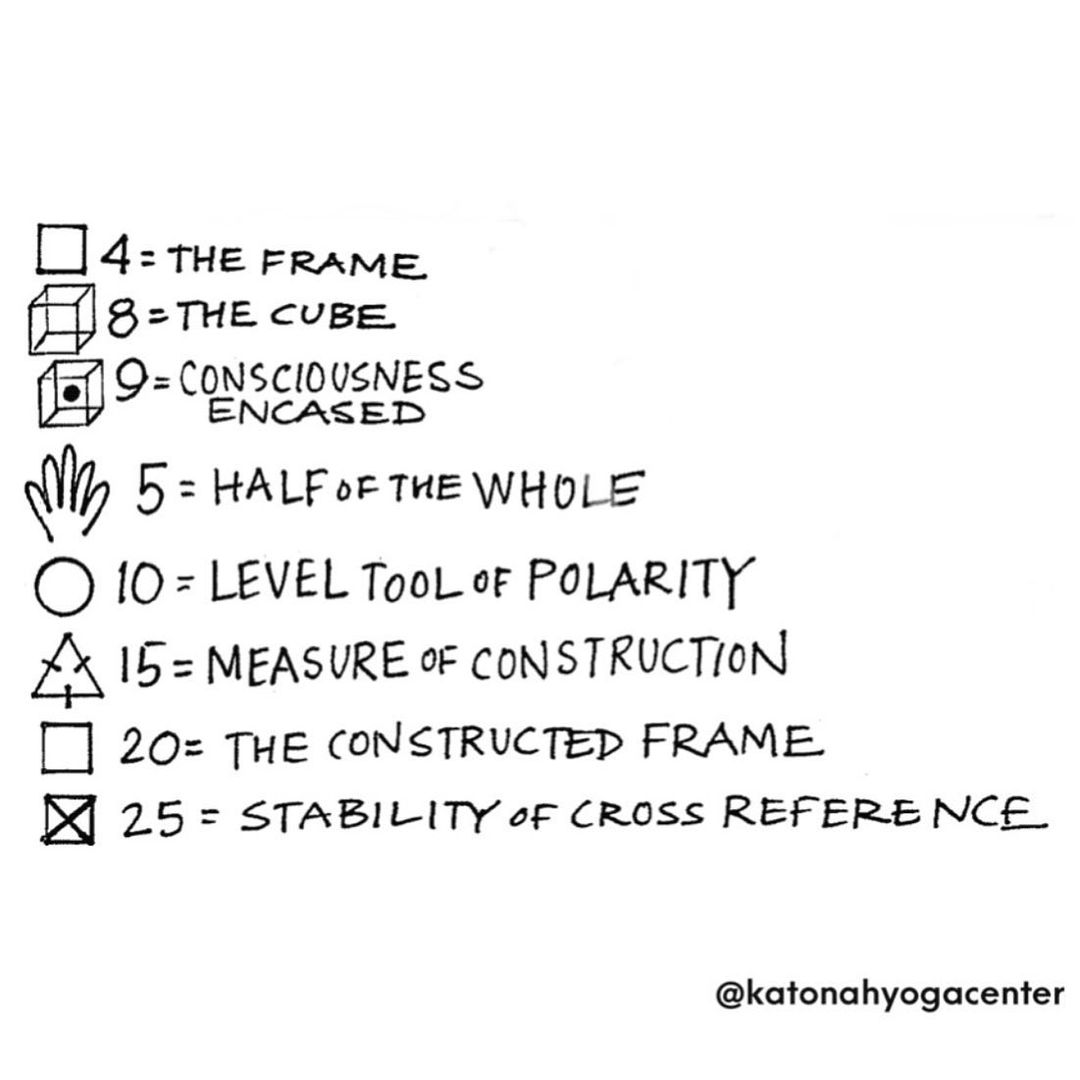 4 = THE FRAME
8 = THE CUBE
9 = CONSCIOUSNESS
ENCASED
5 = HALF OF THE WHOLE
10 = LEVEL TOOL OF POLARITY
15 = MEASURE OF CONSTRUCTION
20 = THE CONSTRUCTED FRAME
25 = STABILITY OF CROSS REFERENCE
@katonahyogacenter